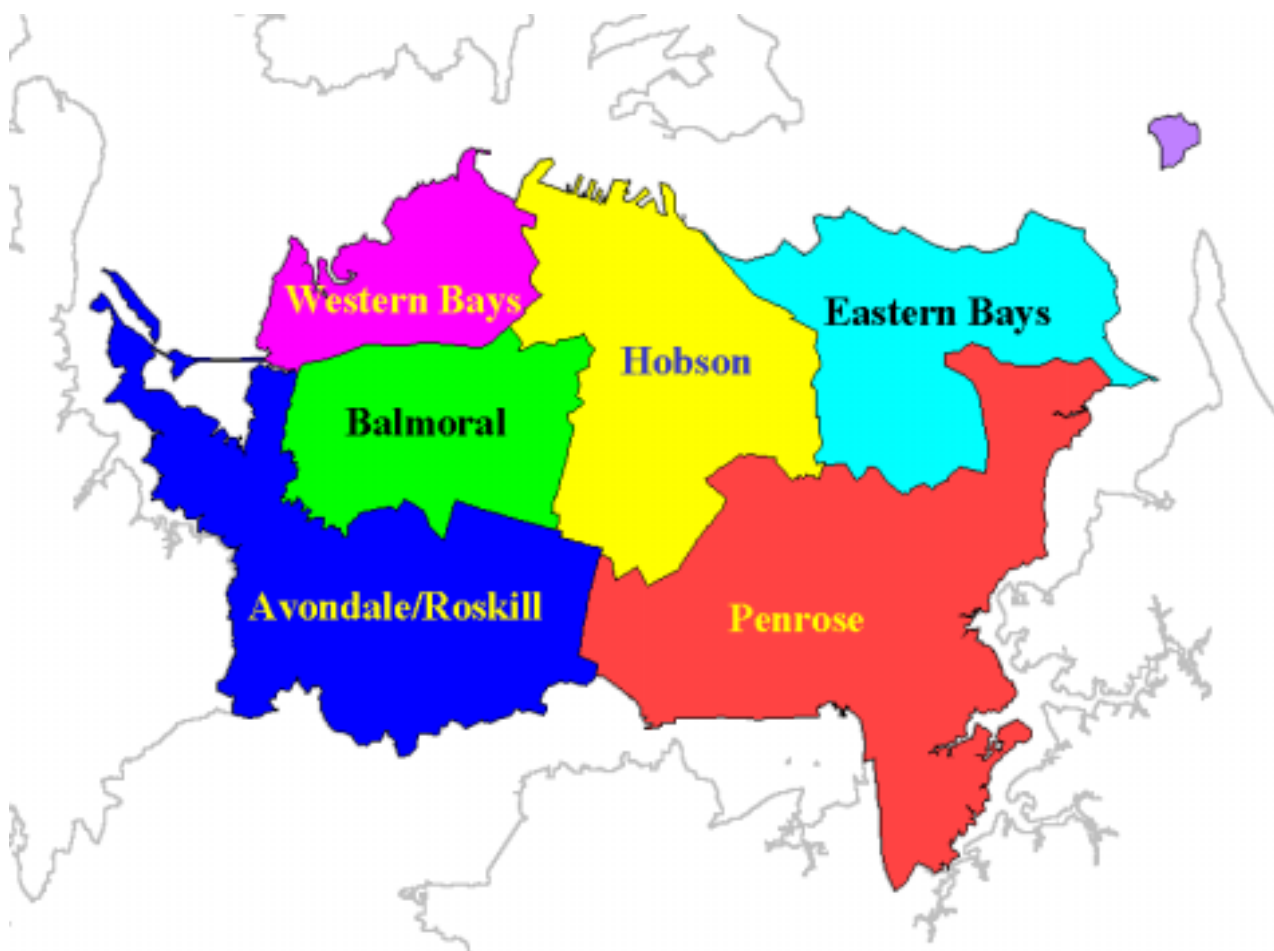 Western Bays
Eastern Bays
Hobson
Balmoral
Avondale/Roskill
Penrose